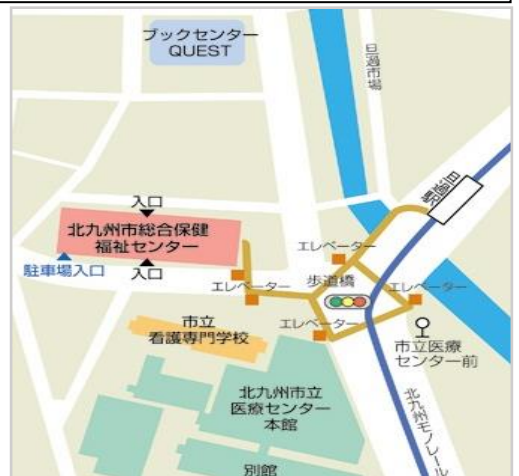 ブックセンター
QUEST
旦過市場
旦過駅
入口
北九州市総合保健
福祉センター
駐車場入口
入口
エレベーター
エレベーター
歩道橋
エレベーター
エレベーター
市立
看護専門学校
市立医療
センター前
北九州市立
医療センター
本館
北九州モノレール
別館